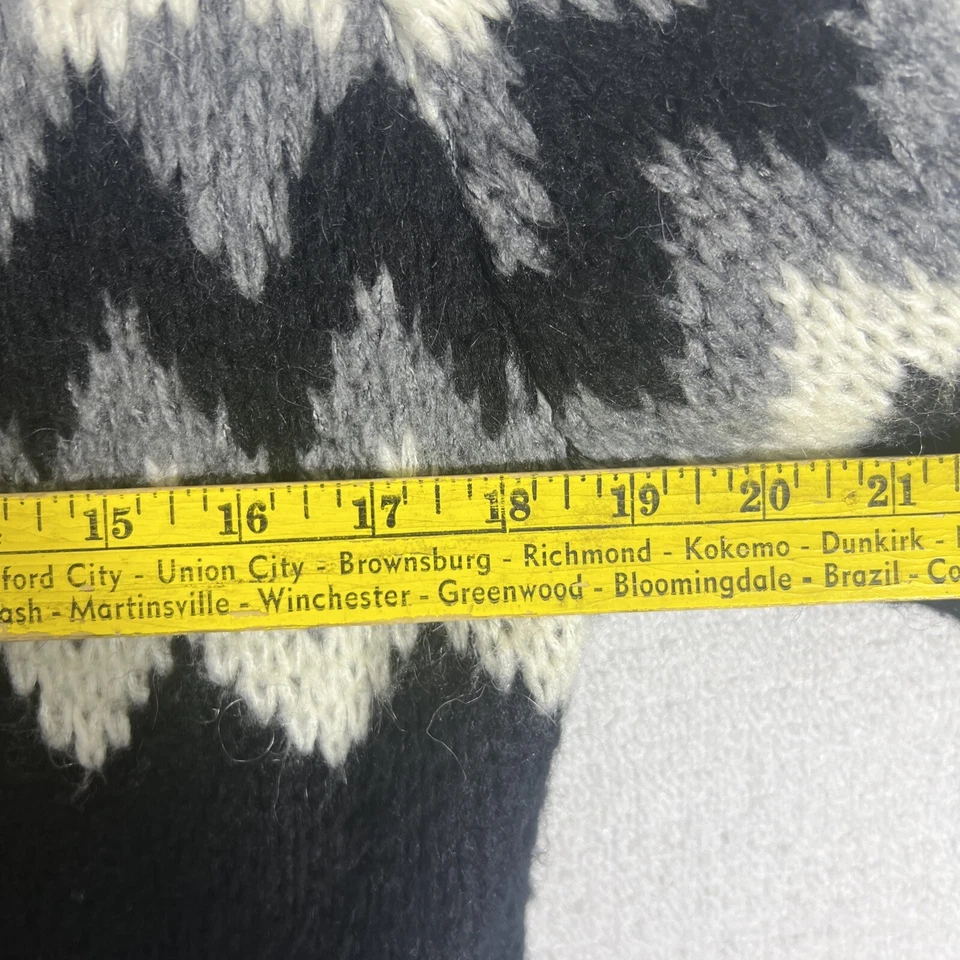 15 16 17 18 19 20 21
ford City - Union City - Brownsburg - Richmond - Kokomo - Dunkirk -
ash - Martinsville - Winchester - Greenwood - Bloomingdale - Brazil - Co